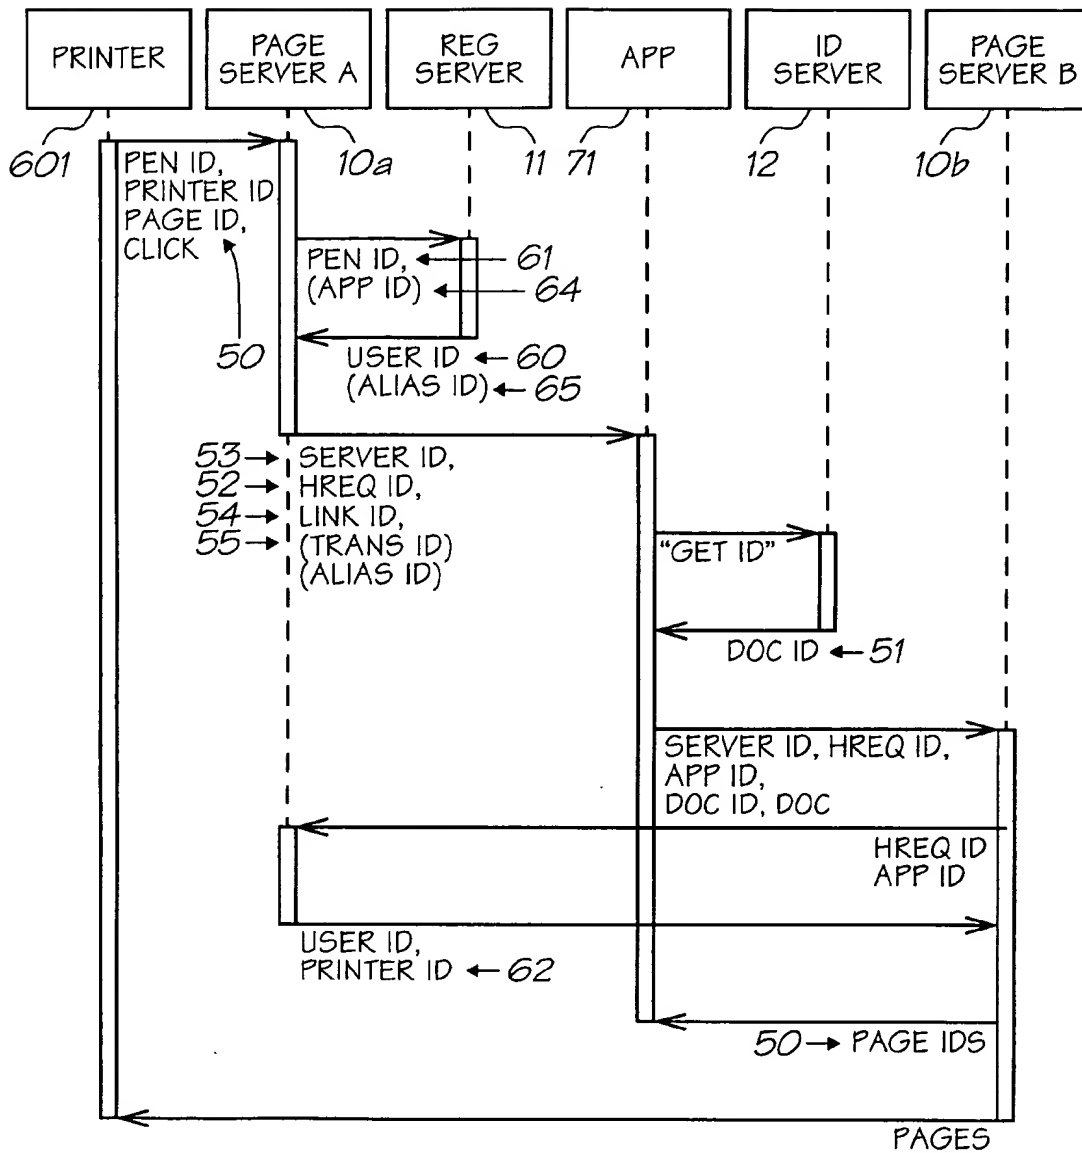 PRINTER
PAGE
SERVER A
REG
SERVER
APP
ID
SERVER
PAGE
SERVER B
601
10a
11
71
12
10b
PEN ID,
PRINTER ID
PAGE ID,
CLICK
50
PEN ID,
61
(APP ID)
64
USER ID
60
(ALIAS ID)
65
53
SERVER ID,
52
HREQ ID,
54
LINK ID,
55
(TRANS ID)
(ALIAS ID)
"GET ID"
DOC ID
51
SERVER ID, HREQ ID,
APP ID,
DOC ID, DOC
HREQ ID
APP ID
USER ID,
PRINTER ID
62
50
PAGE IDS
PAGES